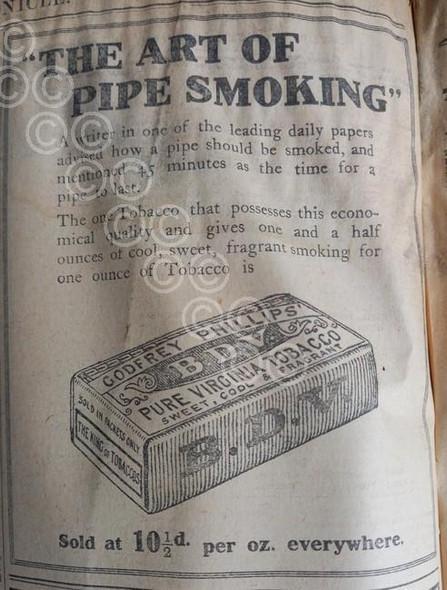 NICLE.
"THE ART OF
PIPE SMOKING"
A writer in one of the leading daily papers
advised how a pipe should be smoked, and
mentioned 45 minutes as the time for a
pipe to last.
The one Tobacco that possesses this econo-
mical quality and gives one and a half
ounces of cool, sweet, fragrant smoking for
one ounce of Tobacco is
GODFREY PHILLIPS'
B.D.V.
PURE VIRGINIA TOBACCO
SWEET, COOL & FRAGRANT
SOLD IN PACKETS ONLY
THE KING OF TOBACCOS
B.D.V.
Sold at 10½d. per oz. everywhere.